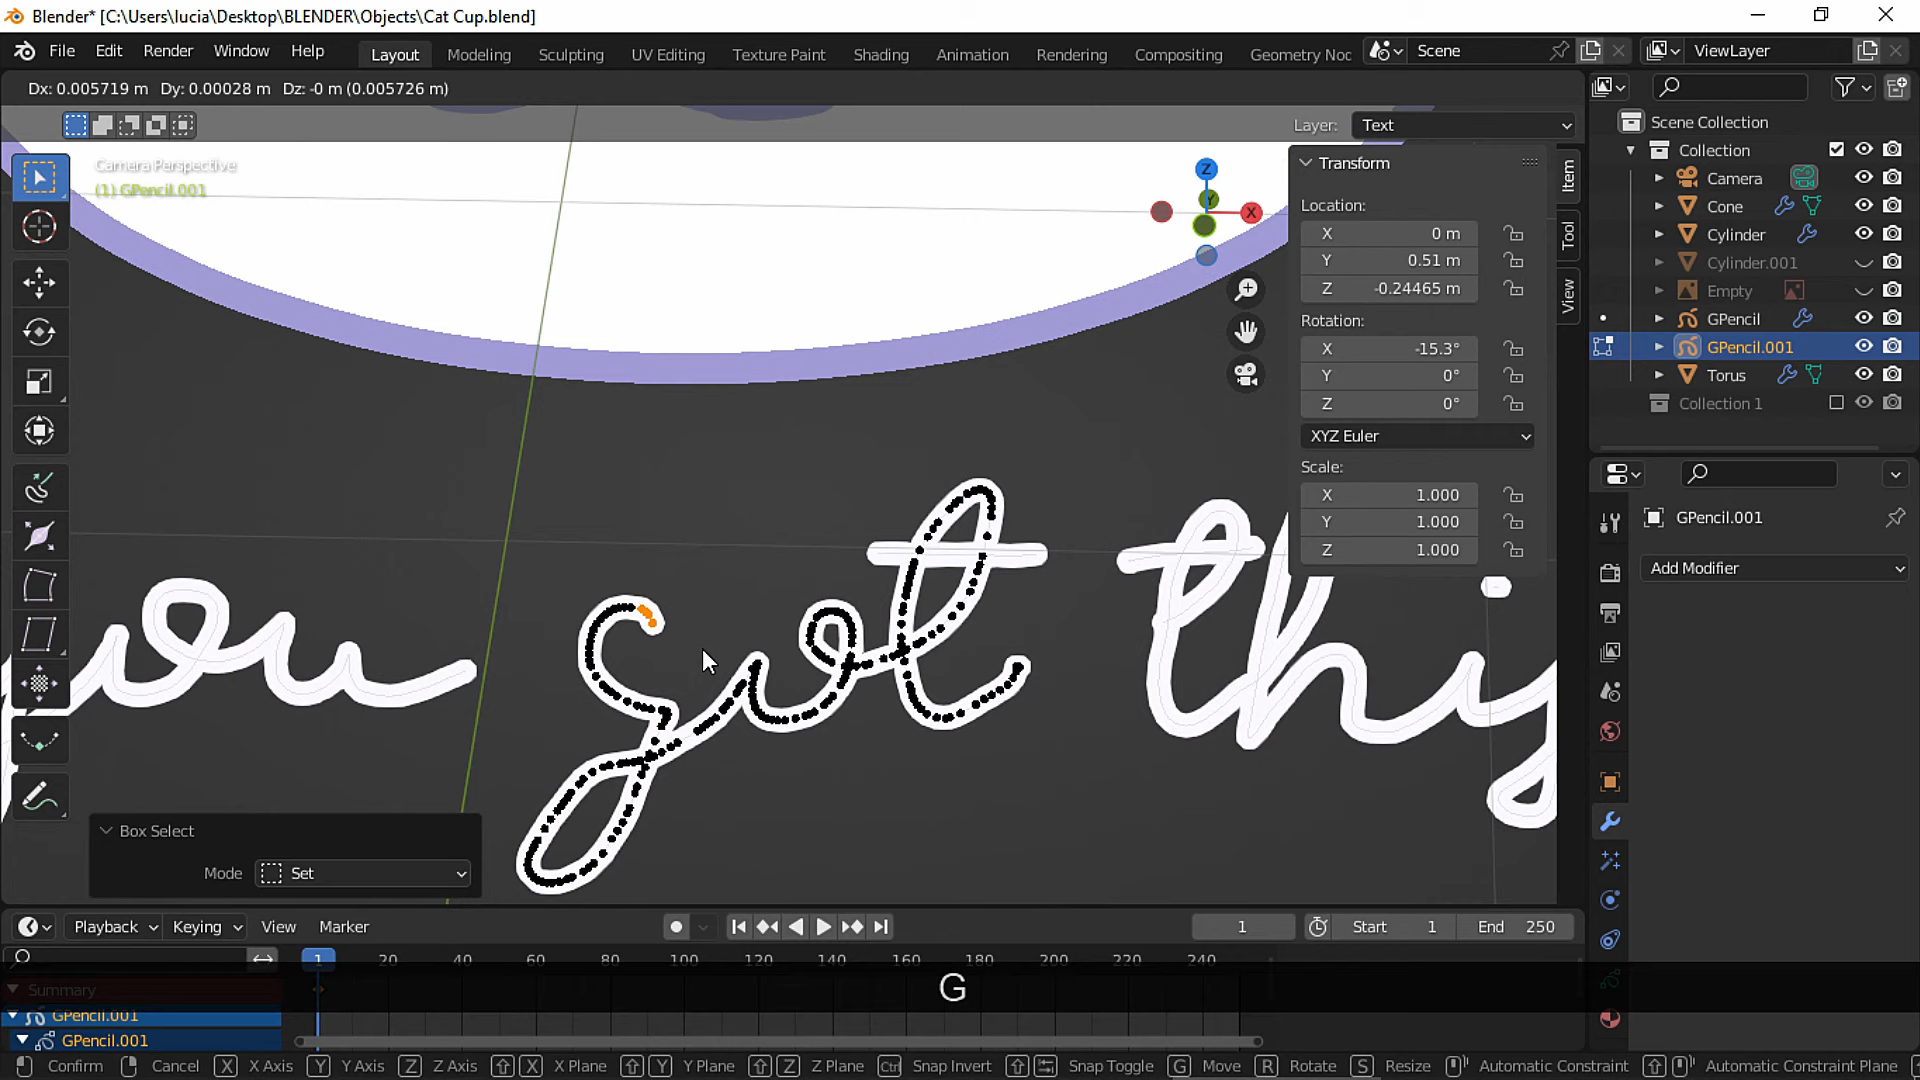 Blender* [C:\Users\lucia\Desktop\BLENDER\Objects\Cat Cup.blend]
File Edit Render Window Help Layout Modeling Sculpting UV Editing Texture Paint Shading Animation Rendering Compositing Geometry Noc Scene ViewLayer
Dx: 0.005719 m Dy: 0.00028 m Dz: -0 m (0.005726 m)
Layer: Text
Camera Perspective
(1) GPencil.001
Z
Y
X
Transform
Location:
X 0 m
Y 0.51 m
Z -0.24465 m
Rotation:
X -15.3°
Y 0°
Z 0°
XYZ Euler
Scale:
X 1.000
Y 1.000
Z 1.000
Item
Tool
View
Scene Collection
Collection
Camera
Cone
Cylinder
Cylinder.001
Empty
GPencil
GPencil.001
Torus
Collection 1
GPencil.001
Add Modifier
you got this
Box Select
Mode Set
Playback Keying View Marker 1 Start 1 End 250
1 20 40 60 80 100 120 140 160 180 200 220 240
Summary
GPencil.001
GPencil.001
G
Confirm Cancel X X Axis Y Y Axis Z Z Axis X X Plane Y Y Plane Z Z Plane Ctrl Snap Invert Snap Toggle G Move R Rotate S Resize Automatic Constraint Automatic Constraint Plane